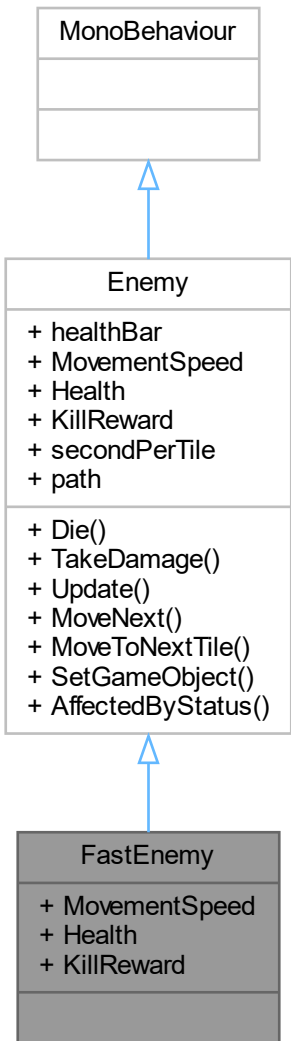 MonoBehaviour
Enemy
+ healthBar
+ MovementSpeed
+ Health
+ KillReward
+ secondPerTile
+ path
+ Die()
+ TakeDamage()
+ Update()
+ MoveNext()
+ MoveToNextTile()
+ SetGameObject()
+ AffectedByStatus()
FastEnemy
+ MovementSpeed
+ Health
+ KillReward